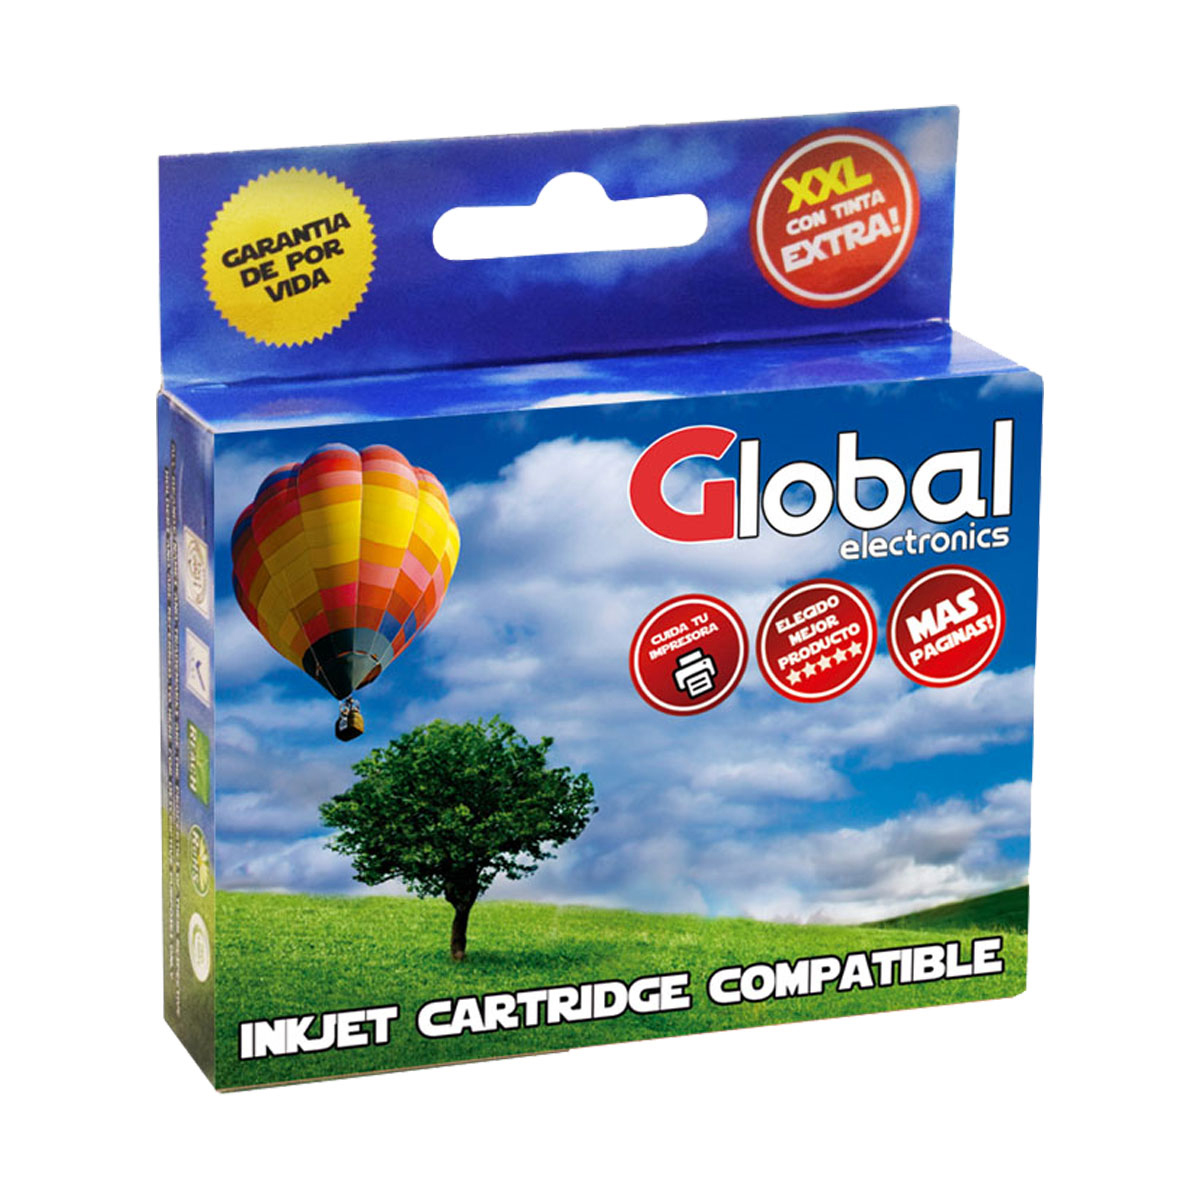 GARANTIA
DE POR
VIDA
XXL
CON TINTA
EXTRA!
Global
electronics
CUIDA TU
IMPRESORA
ELEGIDO
MEJOR
PRODUCTO
MAS
PAGINAS!
INKJET CARTRIDGE COMPATIBLE